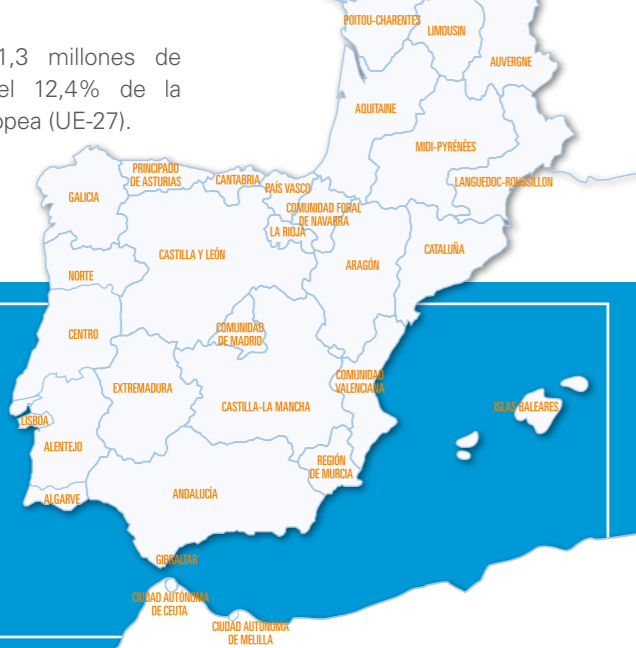 1,3 millones de
el 12,4% de la
opea (UE-27).
POITOU-CHARENTES
LIMOUSIN
AUVERGNE
AQUITAINE
MIDI-PYRÉNÉES
LANGUEDOC-ROUSSILLON
PRINCIPADO
DE ASTURIAS
CANTABRIA
PAÍS VASCO
GALICIA
COMUNIDAD FORAL
DE NAVARRA
LA RIOJA
CASTILLA Y LEÓN
CATALUÑA
ARAGÓN
NORTE
CENTRO
COMUNIDAD
DE MADRID
EXTREMADURA
COMUNIDAD
VALENCIANA
CASTILLA-LA MANCHA
ISLAS BALEARES
LISBOA
ALENTEJO
REGIÓN
DE MURCIA
ALGARVE
ANDALUCÍA
GIBRALTAR
CIUDAD AUTÓNOMA
DE CEUTA
CIUDAD AUTÓNOMA
DE MELILLA